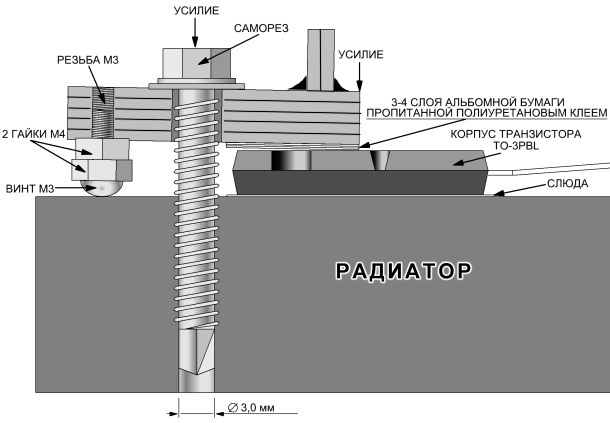 УСИЛИЕ
САМОРЕЗ
УСИЛИЕ
РЕЗЬБА М3
3-4 СЛОЯ АЛЬБОМНОЙ БУМАГИ
ПРОПИТАННОЙ ПОЛИУРЕТАНОВЫМ КЛЕЕМ
2 ГАЙКИ М4
КОРПУС ТРАНЗИСТОРА
ТО-3PBL
ВИНТ М3
СЛЮДА
РАДИАТОР
∅ 3,0 мм